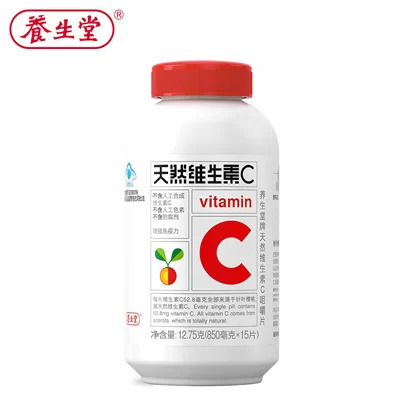 養生堂®
天然维生素C
不含人工合成
维生素C
不含人工色素
不含防腐剂
增强免疫力
vitamin
C
养生堂牌天然维生素C咀嚼片
每片维生素C52.8毫克全部来源于针叶樱桃,
属天然维生素C。Every single pill contains
52.8mg vitamin C. All vitamin C comes from
acerola, which is totally natural.
养生堂
净含量: 12.75克(850毫克×15片)